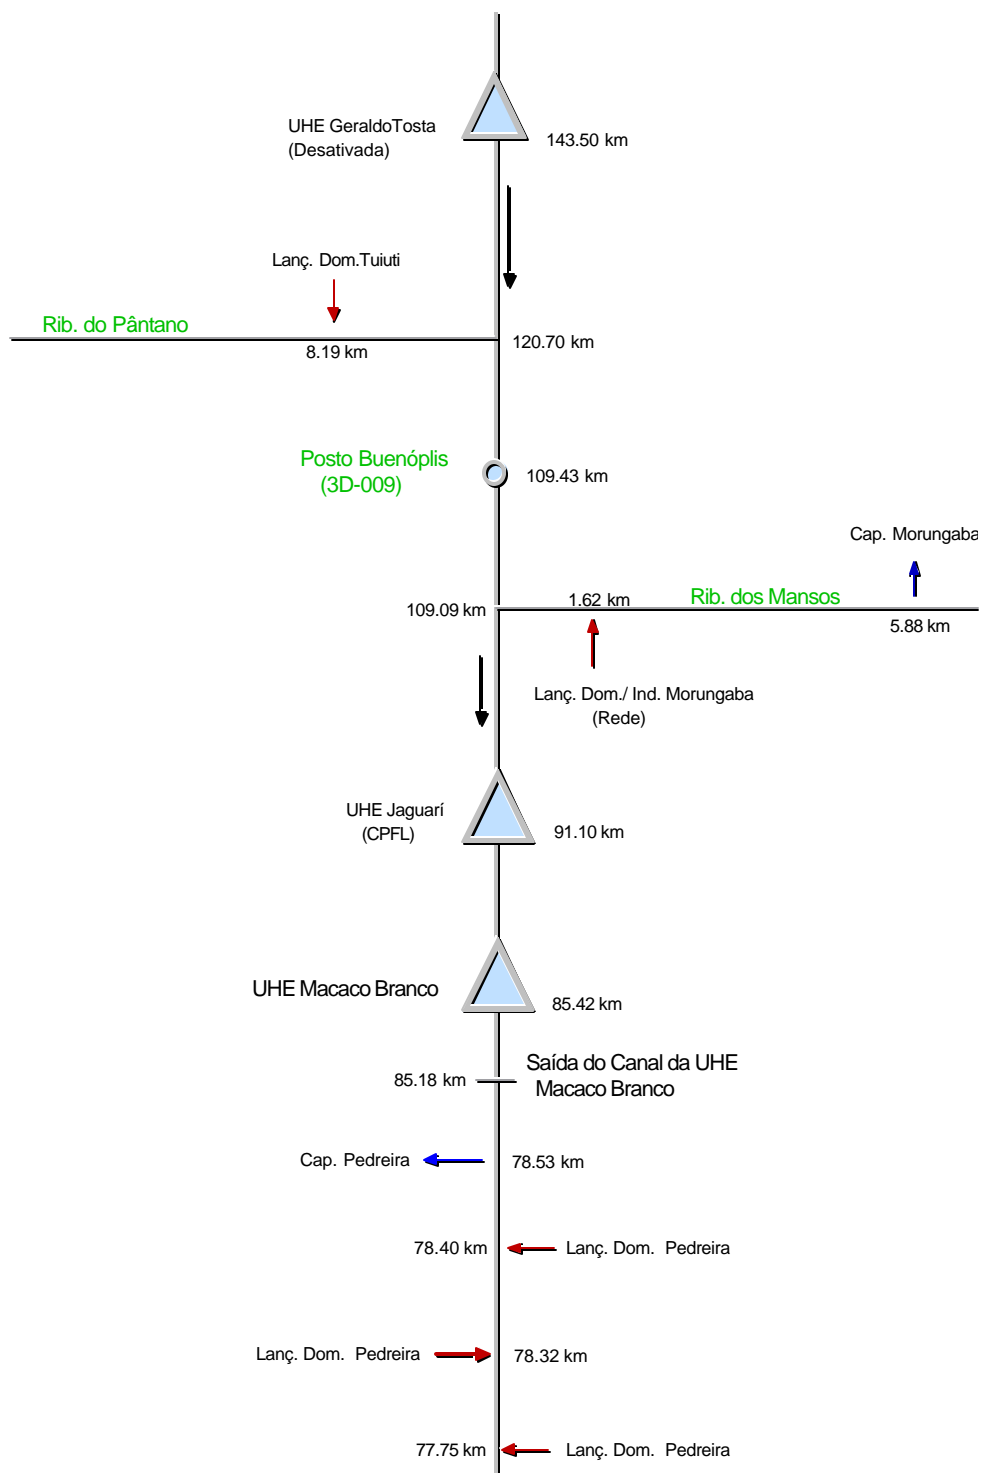 UHE GeraldoTosta
(Desativada)
143.50 km
Lanç. Dom.Tuiuti
Rib. do Pântano
8.19 km
120.70 km
Posto Buenóplis
(3D-009)
109.43 km
Cap. Morungaba
109.09 km
1.62 km
Rib. dos Mansos
5.88 km
Lanç. Dom./ Ind. Morungaba
(Rede)
UHE Jaguarí
(CPFL)
91.10 km
UHE Macaco Branco
85.42 km
Saída do Canal da UHE
Macaco Branco
85.18 km
Cap. Pedreira
78.53 km
78.40 km
Lanç. Dom. Pedreira
Lanç. Dom. Pedreira
78.32 km
77.75 km
Lanç. Dom. Pedreira